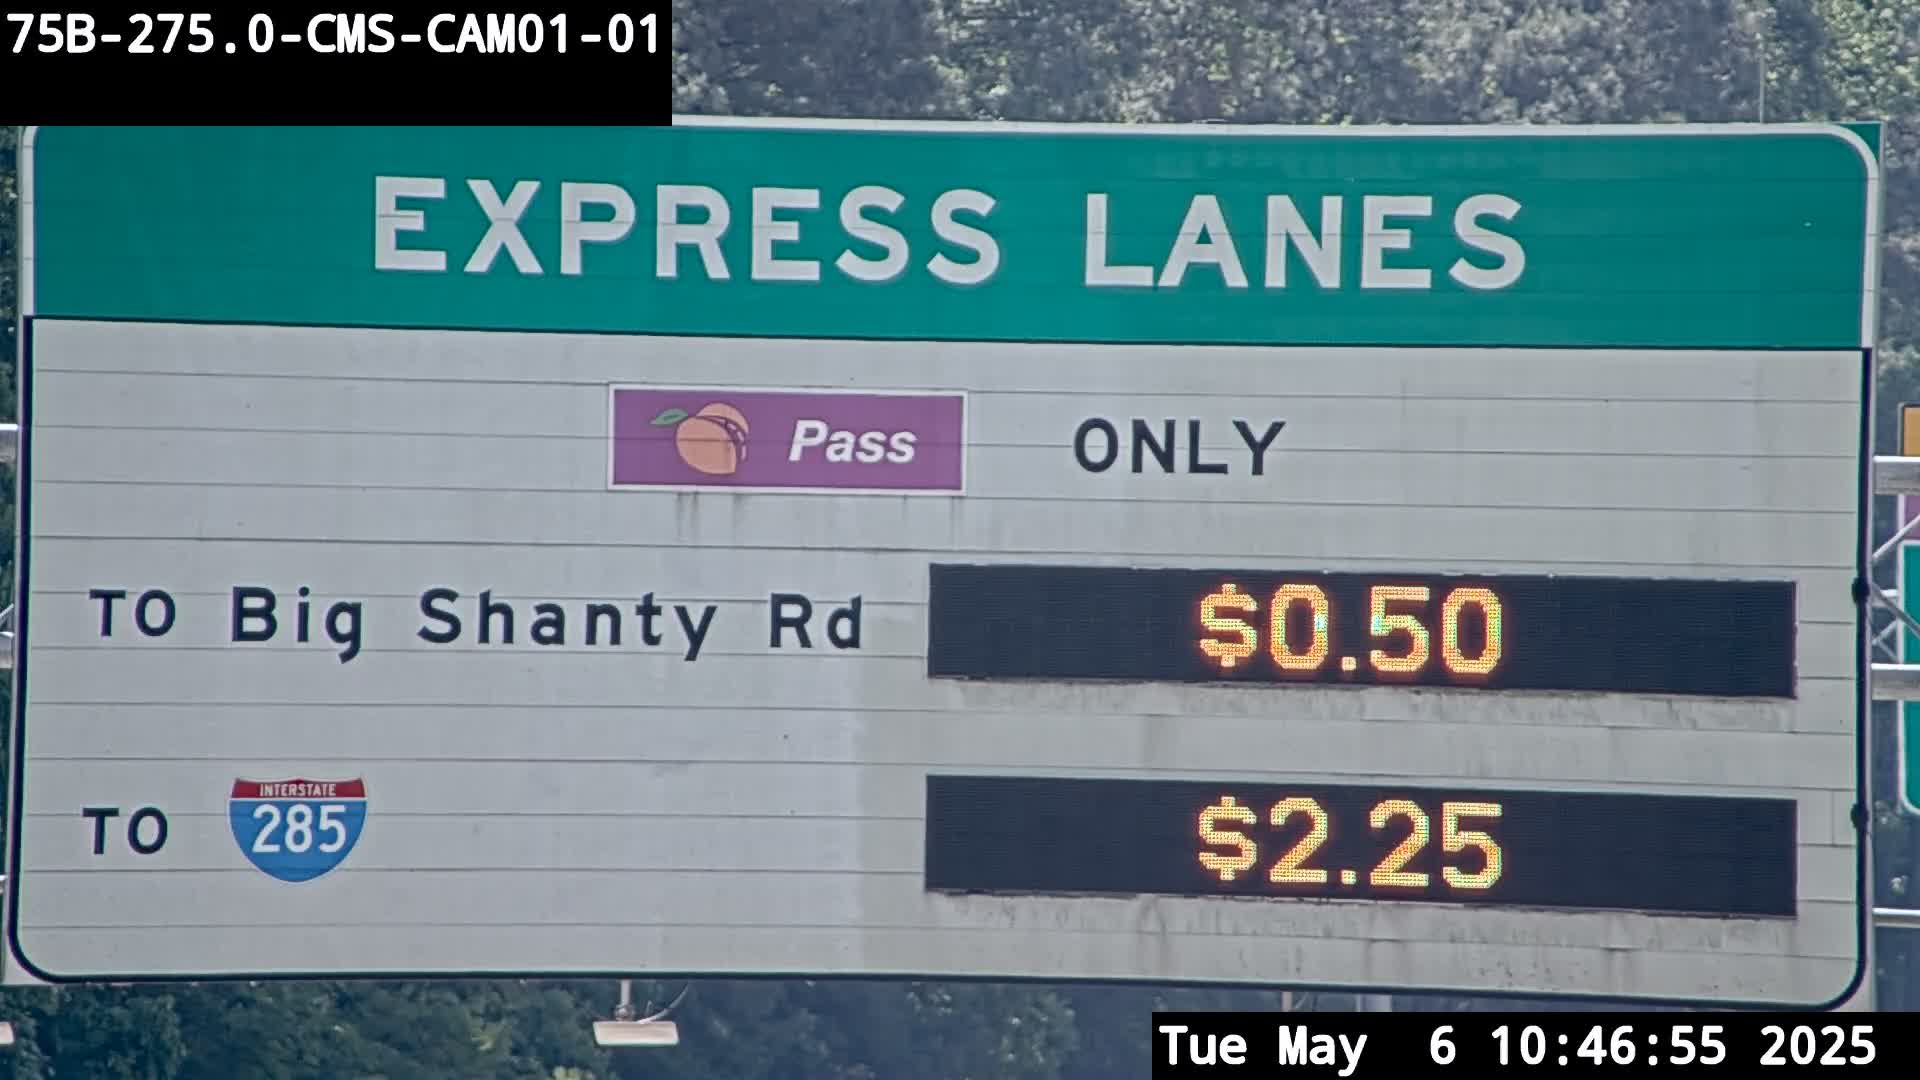 75B-275.0-CMS-CAM01-01
EXPRESS LANES
Pass ONLY
TO Big Shanty Rd $0.50
INTERSTATE
TO 285 $2.25
Tue May 6 10:46:55 2025